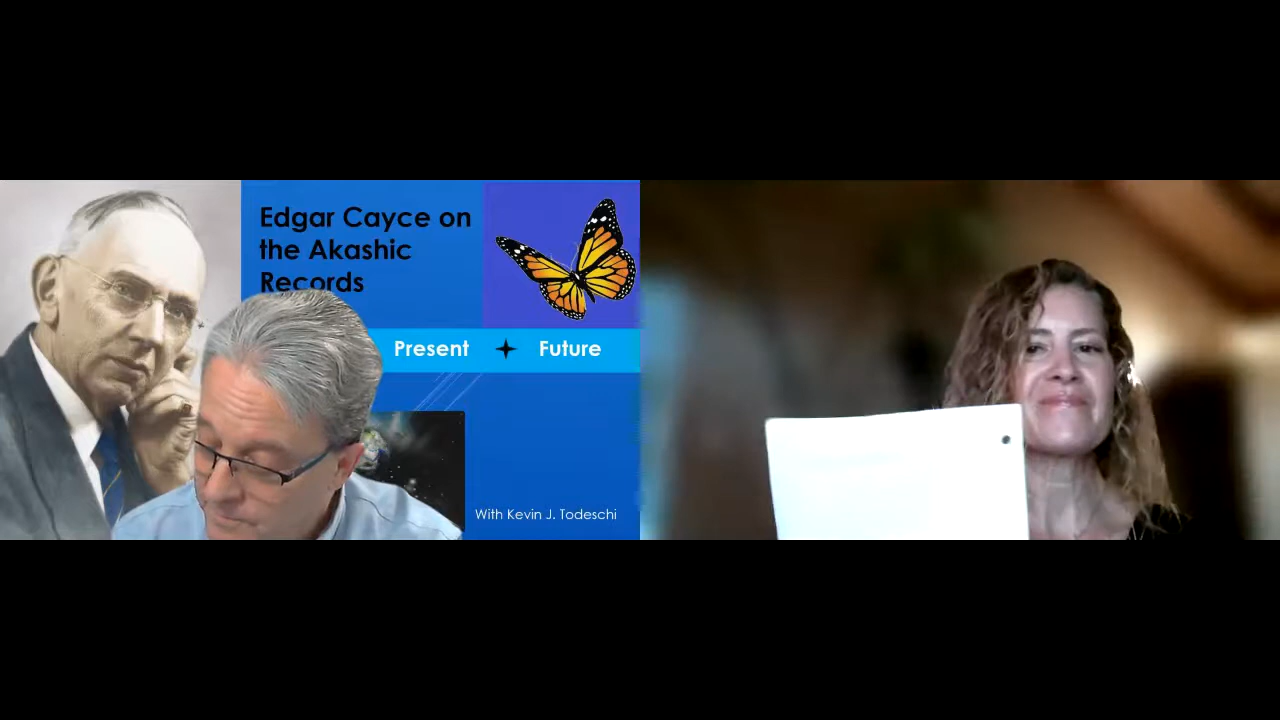 Edgar Cayce on
the Akashic
Records
Present Future
With Kevin J. Todeschi